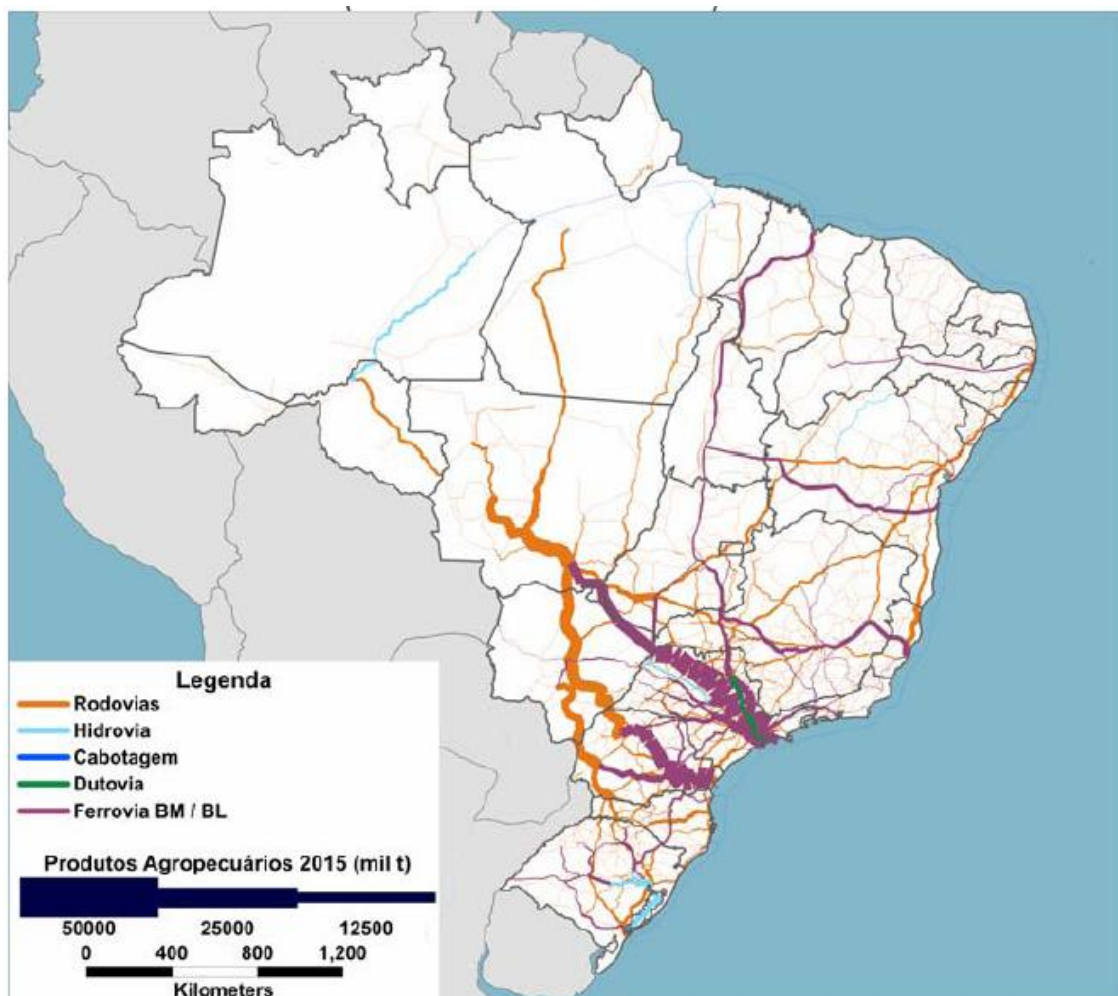 Legenda
Rodovias
Hidrovia
Cabotagem
Dutovia
Ferrovia BM / BL
Produtos Agropecuários 2015 (mil t)
50000 25000 12500
0 400 800 1,200
Kilometers